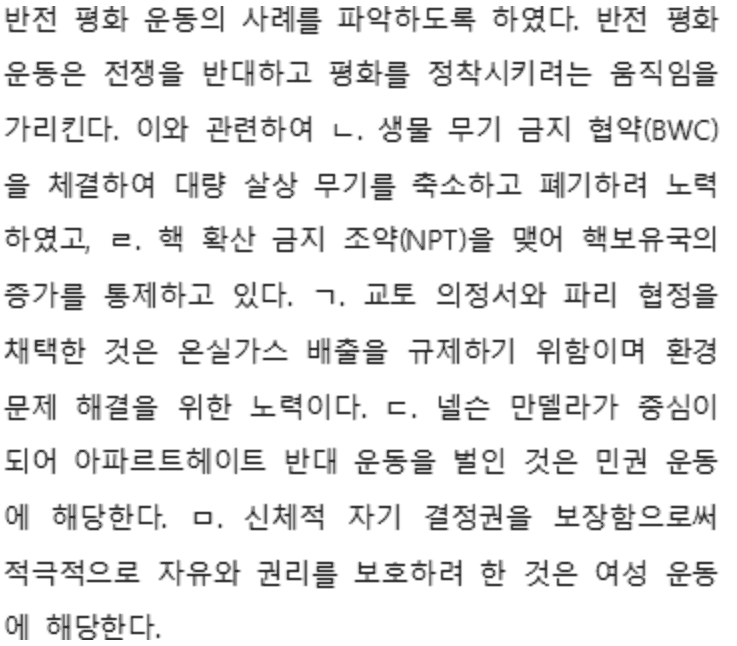 반전 평화 운동의 사례를 파악하도록 하였다. 반전 평화
운동은 전쟁을 반대하고 평화를 정착시키려는 움직임을
가리킨다. 이와 관련하여 ㄴ. 생물 무기 금지 협약(BWC)
을 체결하여 대량 살상 무기를 축소하고 폐기하려 노력
하였고, ㄹ. 핵 확산 금지 조약(NPT)을 맺어 핵보유국의
증가를 통제하고 있다. ㄱ. 교토 의정서와 파리 협정을
채택한 것은 온실가스 배출을 규제하기 위함이며 환경
문제 해결을 위한 노력이다. ㄷ. 넬슨 만델라가 중심이
되어 아파르트헤이트 반대 운동을 벌인 것은 민권 운동
에 해당한다. ㅁ. 신체적 자기 결정권을 보장함으로써
적극적으로 자유와 권리를 보호하려 한 것은 여성 운동
에 해당한다.